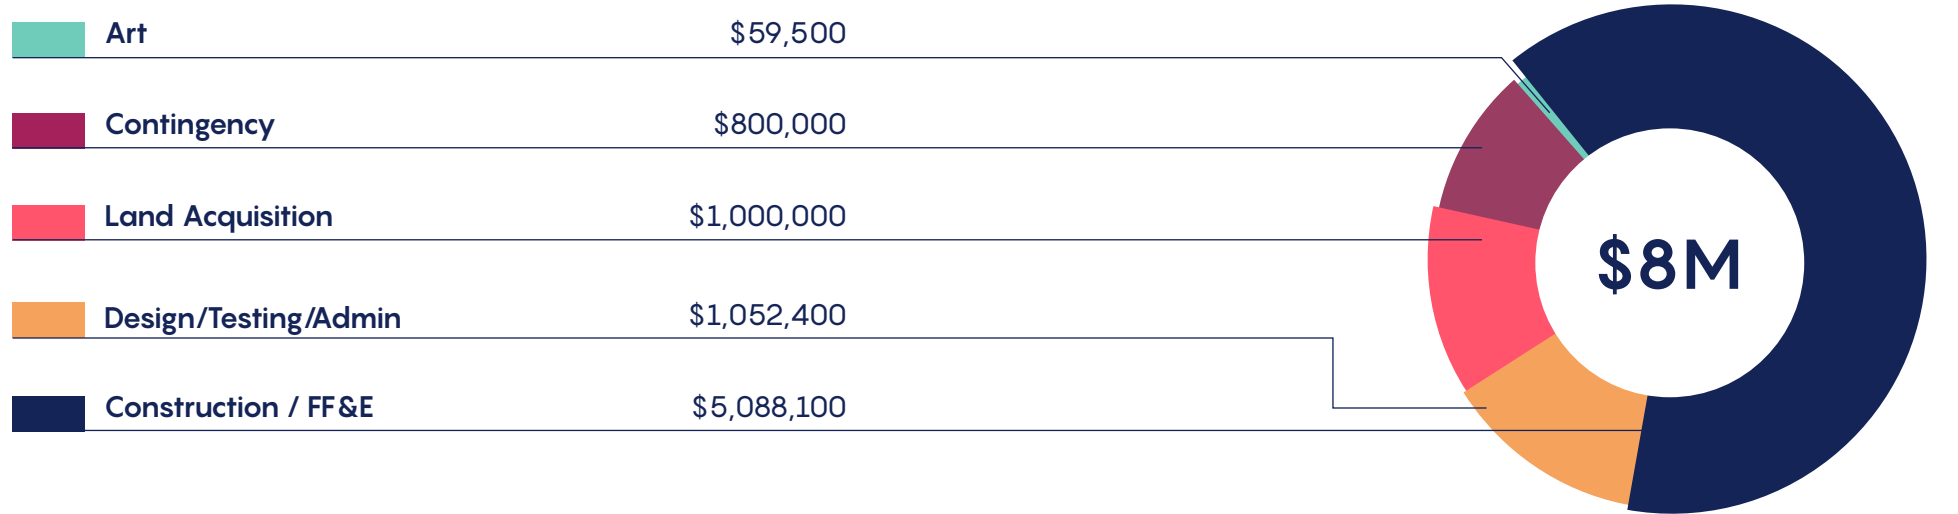 Art $59,500
Contingency $800,000
Land Acquisition $1,000,000
Design/Testing/Admin $1,052,400
Construction / FF&E $5,088,100
$8M